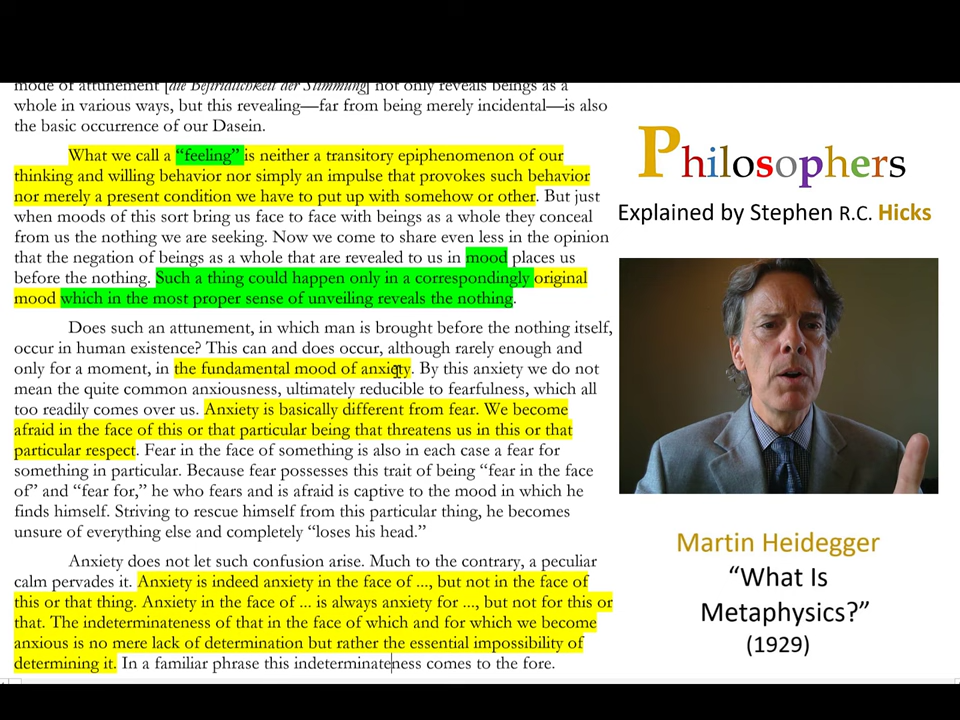 mode of attunement [die Befindlichkeit der Stimmung] not only reveals beings as a
whole in various ways, but this revealing—far from being merely incidental—is also
the basic occurrence of our Dasein.
What we call a “feeling” is neither a transitory epiphenomenon of our
thinking and willing behavior nor simply an impulse that provokes such behavior
nor merely a present condition we have to put up with somehow or other. But just
when moods of this sort bring us face to face with beings as a whole they conceal
from us the nothing we are seeking. Now we come to share even less in the opinion
that the negation of beings as a whole that are revealed to us in mood places us
before the nothing. Such a thing could happen only in a correspondingly original
mood which in the most proper sense of unveiling reveals the nothing.
Does such an attunement, in which man is brought before the nothing itself,
occur in human existence? This can and does occur, although rarely enough and
only for a moment, in the fundamental mood of anxiety. By this anxiety we do not
mean the quite common anxiousness, ultimately reducible to fearfulness, which all
too readily comes over us. Anxiety is basically different from fear. We become
afraid in the face of this or that particular being that threatens us in this or that
particular respect. Fear in the face of something is also in each case a fear for
something in particular. Because fear possesses this trait of being “fear in the face
of” and “fear for,” he who fears and is afraid is captive to the mood in which he
finds himself. Striving to rescue himself from this particular thing, he becomes
unsure of everything else and completely “loses his head.”
Anxiety does not let such confusion arise. Much to the contrary, a peculiar
calm pervades it. Anxiety is indeed anxiety in the face of ..., but not in the face of
this or that thing. Anxiety in the face of ... is always anxiety for ..., but not for this or
that. The indeterminateness of that in the face of which and for which we become
anxious is no mere lack of determination but rather the essential impossibility of
determining it. In a familiar phrase this indeterminateness comes to the fore.
Philosophers
Explained by Stephen R.C. Hicks
Martin Heidegger
“What Is
Metaphysics?”
(1929)